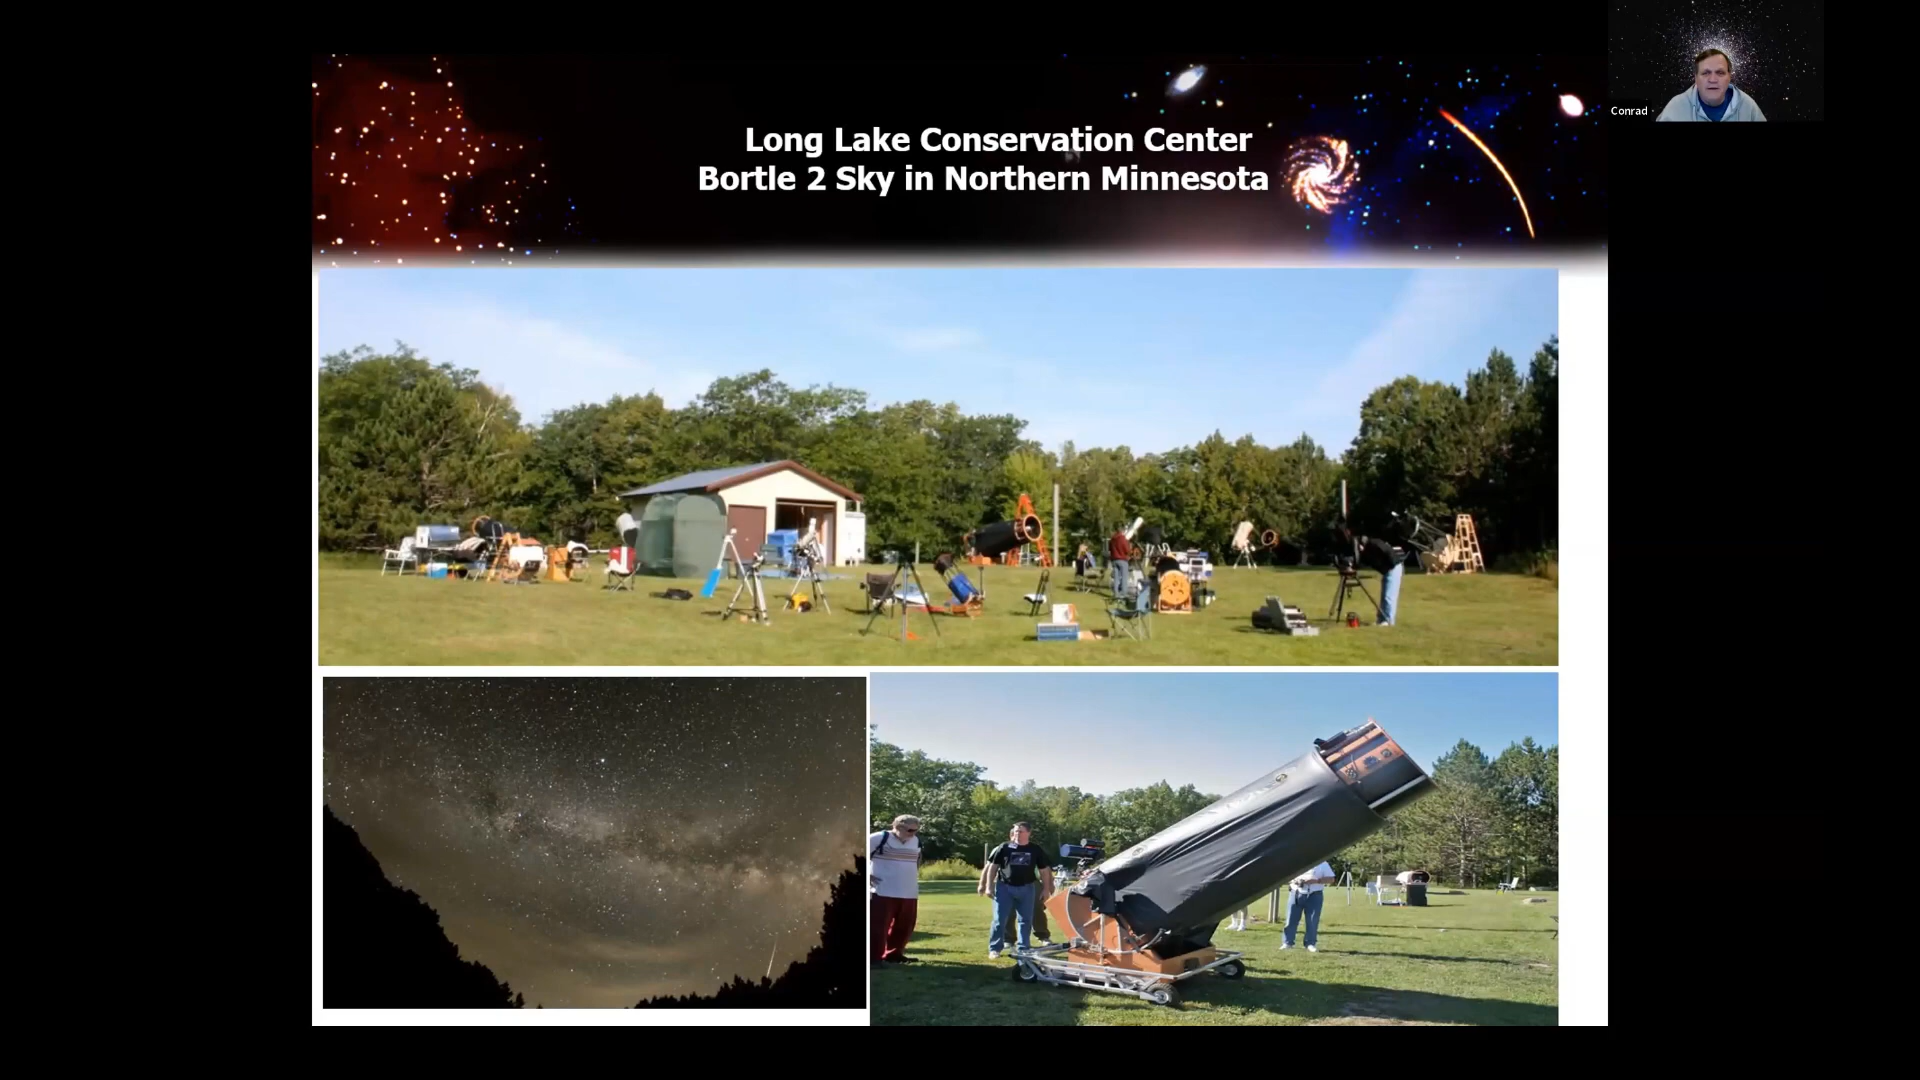 Long Lake Conservation Center
Bortle 2 Sky in Northern Minnesota
Conrad